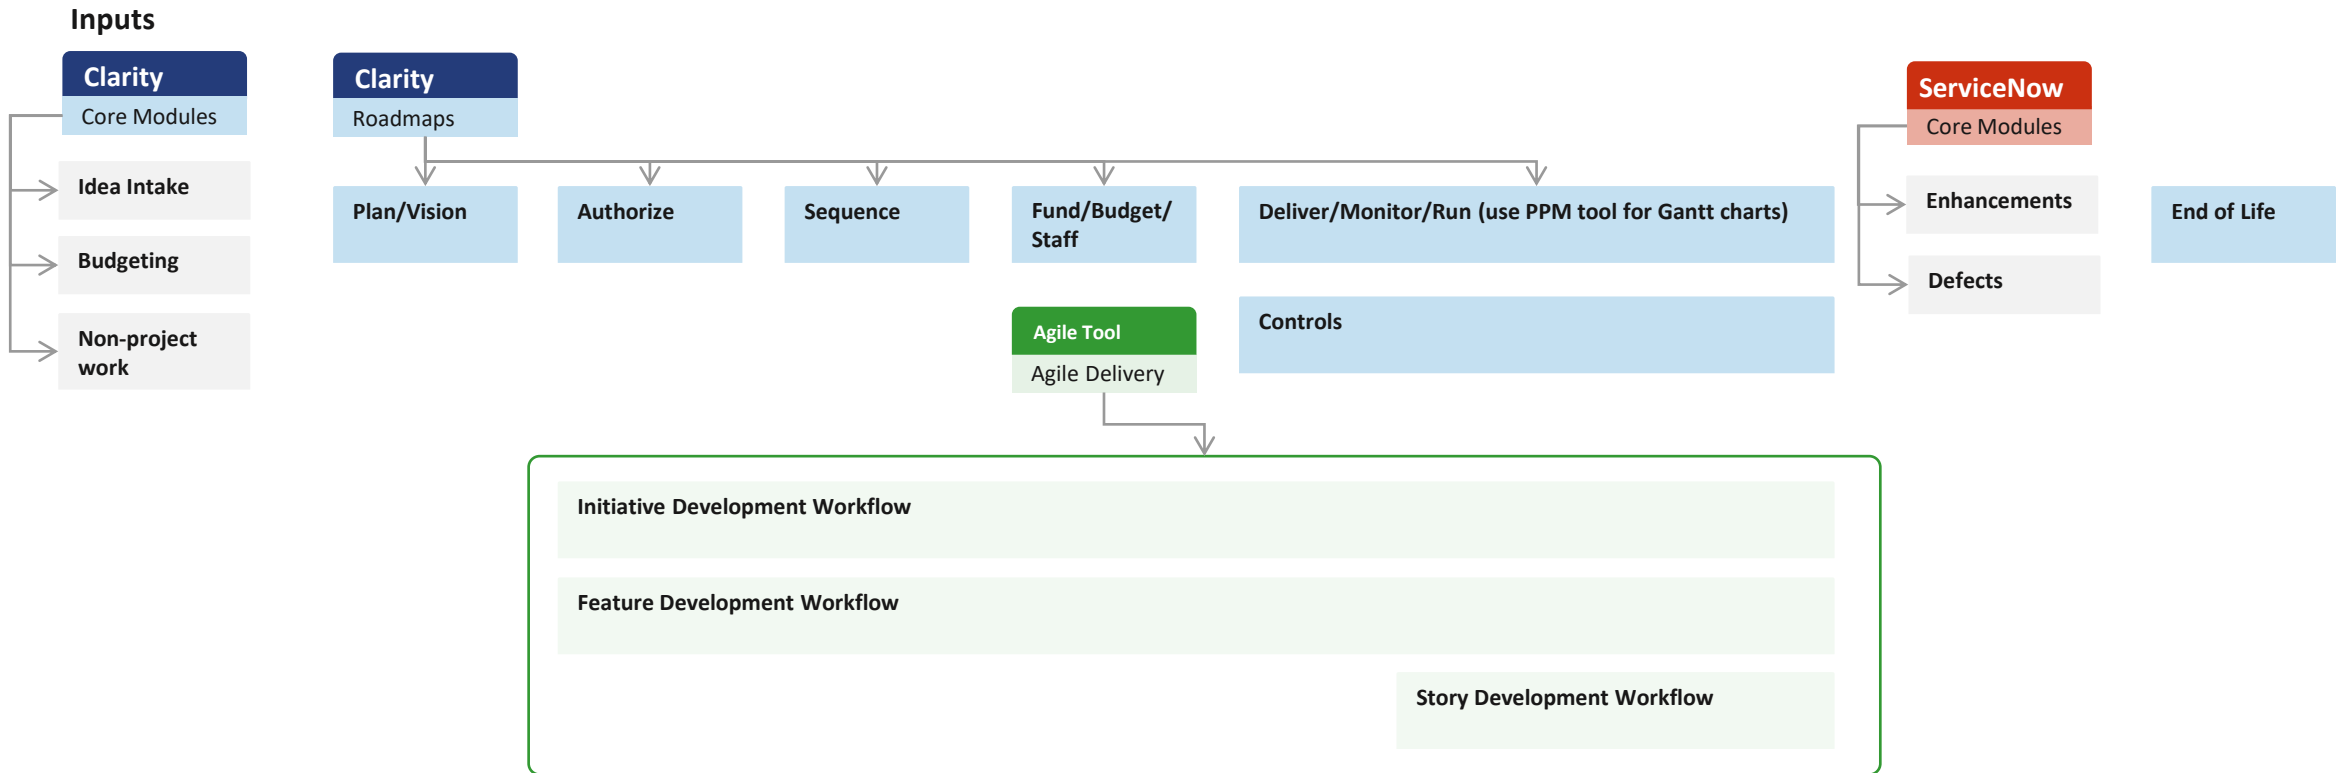 Inputs
Clarity
Core Modules
Idea Intake
Budgeting
Non-project
work
Clarity
Roadmaps
Plan/Vision
Authorize
Sequence
Fund/Budget/
Staff
Deliver/Monitor/Run (use PPM tool for Gantt charts)
Controls
ServiceNow
Core Modules
Enhancements
Defects
End of Life
Agile Tool
Agile Delivery
Initiative Development Workflow
Feature Development Workflow
Story Development Workflow